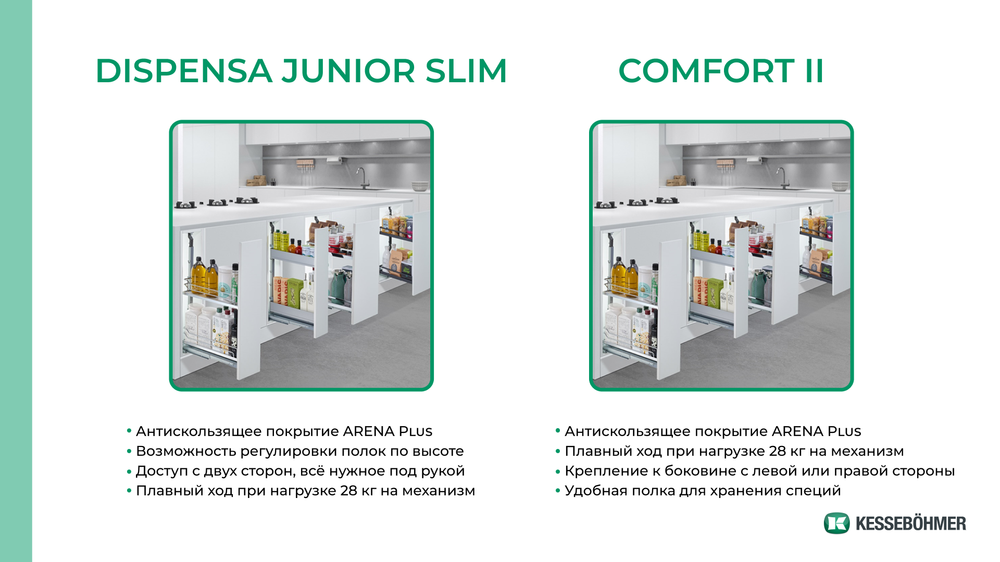 DISPENSA JUNIOR SLIM
COMFORT II
• Антискользящее покрытие ARENA PLUS
• Возможность регулировки полок по высоте
• Доступ с двух сторон, всё нужное под рукой
• Плавный ход при нагрузке 28 кг на механизм
• Антискользящее покрытие ARENA PLUS
• Плавный ход при нагрузке 28 кг на механизм
• Крепление к боковине с левой или правой стороны
• Удобная полка для хранения специй
KESSEBÖHMER